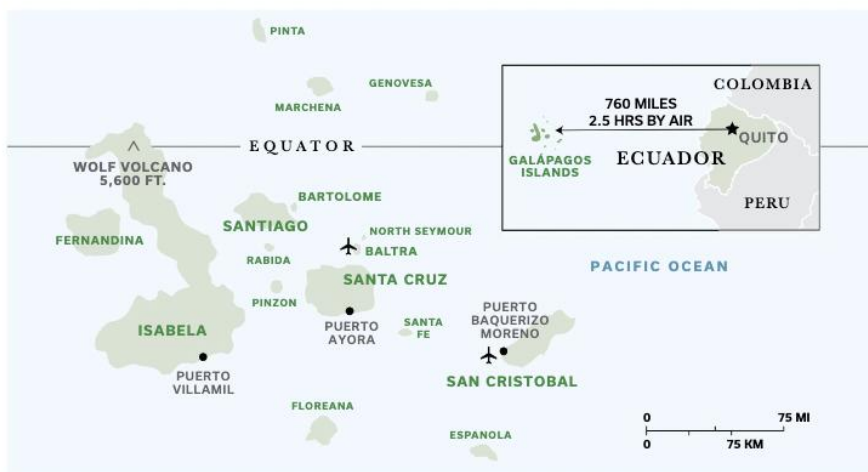 PINTA
GENOVESA
MARCHENA
EQUATOR
WOLF VOLCANO
5,600 FT.
BARTOLOME
SANTIAGO
NORTH SEYMOUR
BALTRA
FERNANDINA
RABIDA
SANTA CRUZ
PINZON
ISABELA
PUERTO
AYORA
SANTA
FE
PUERTO
BAQUERIZO
MORENO
PUERTO
VILLAMIL
SAN CRISTOBAL
FLOREANA
ESPANOLA
COLOMBIA
760 MILES
2.5 HRS BY AIR
QUITO
GALÁPAGOS
ISLANDS
ECUADOR
PERU
PACIFIC OCEAN
0 75 MI
0 75 KM